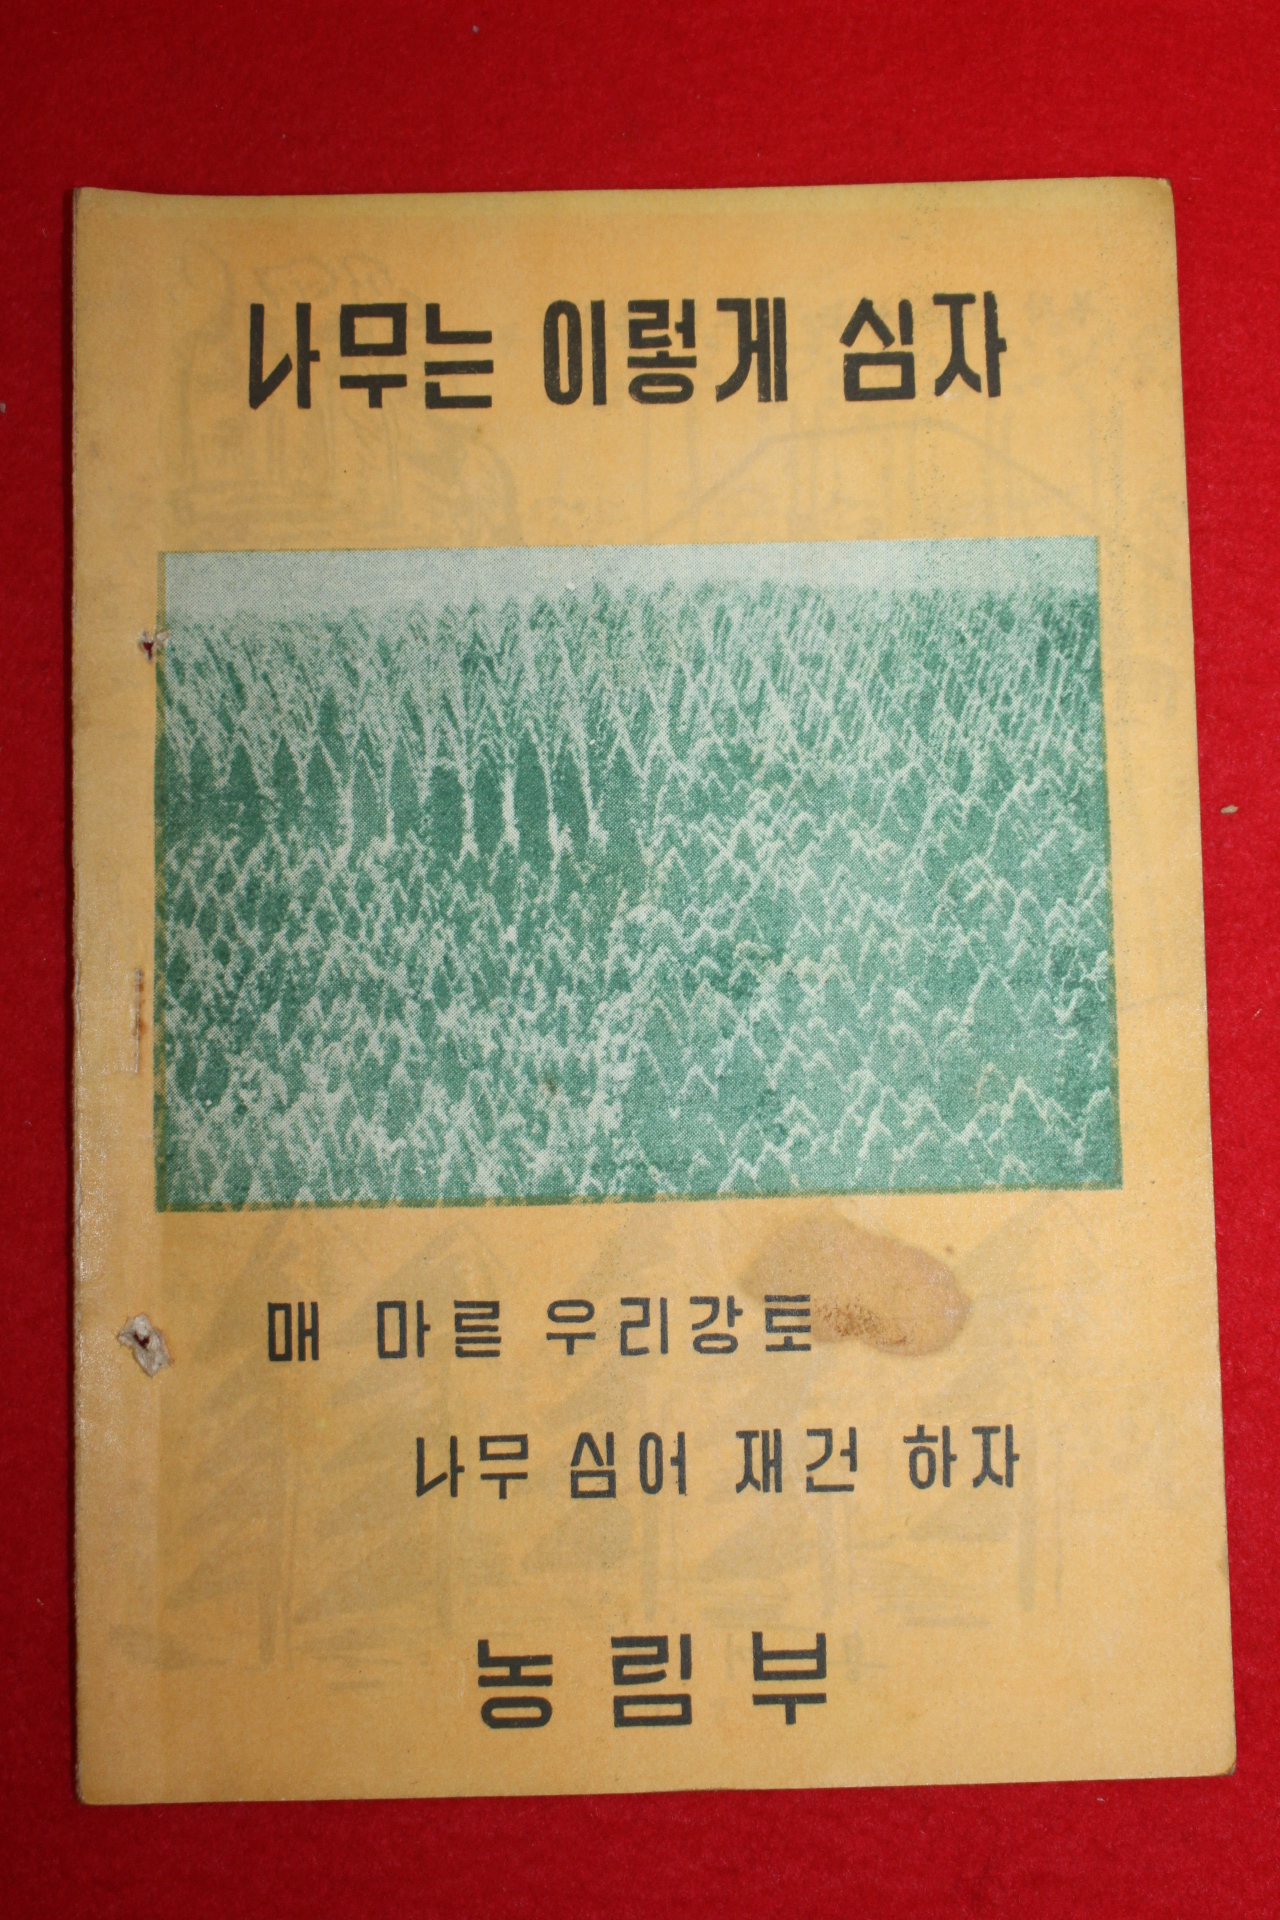 나무는 이렇게 심자
매 마른 우리강토
나무 심어 재건 하자
농림부